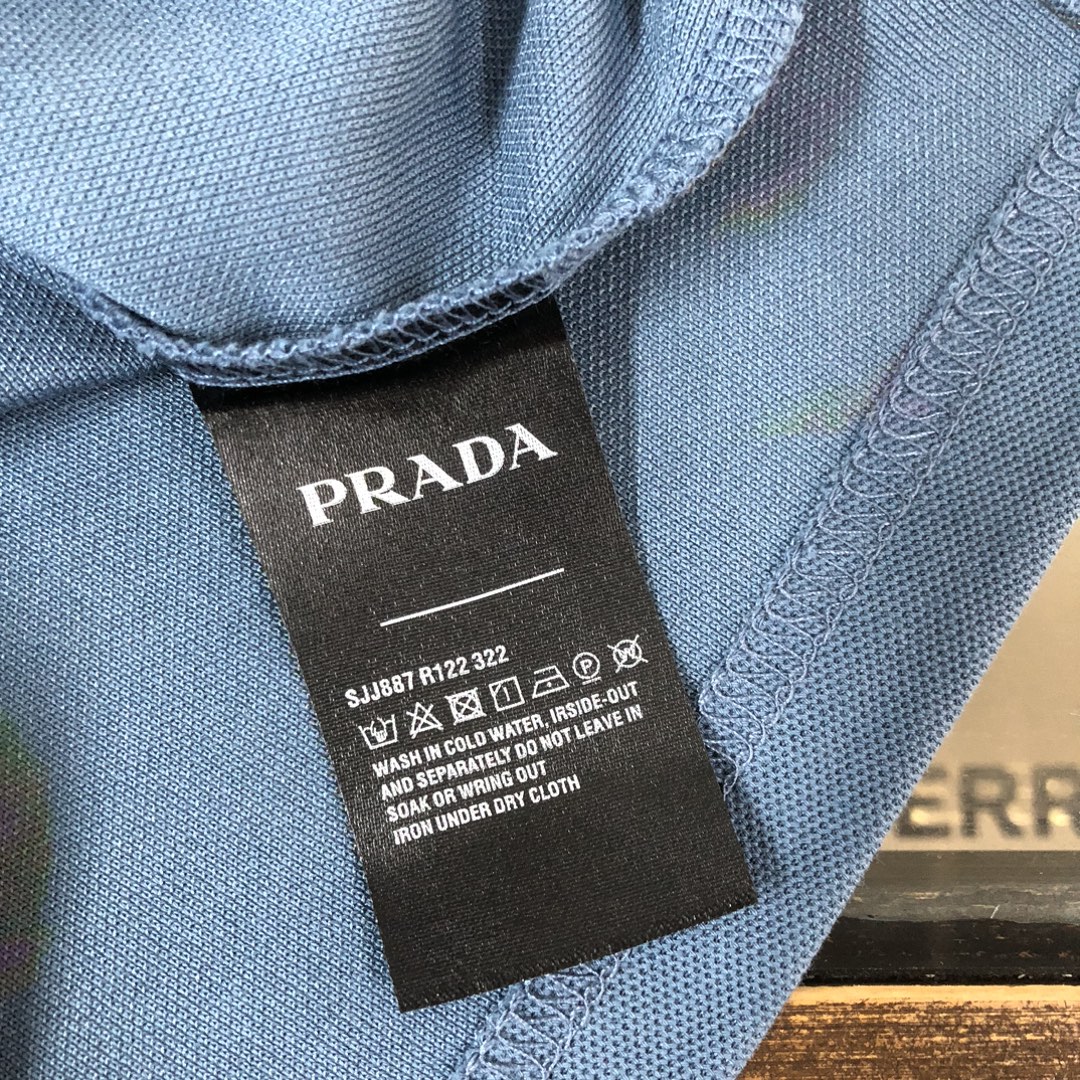 PRADA
SJJ887 R122 322
WASH IN COLD WATER, IRSIDE-OUT
AND SEPARATELY DO NOT LEAVE IN
SOAK OR WRING OUT
IRON UNDER DRY CLOTH
1
P
W
ERR